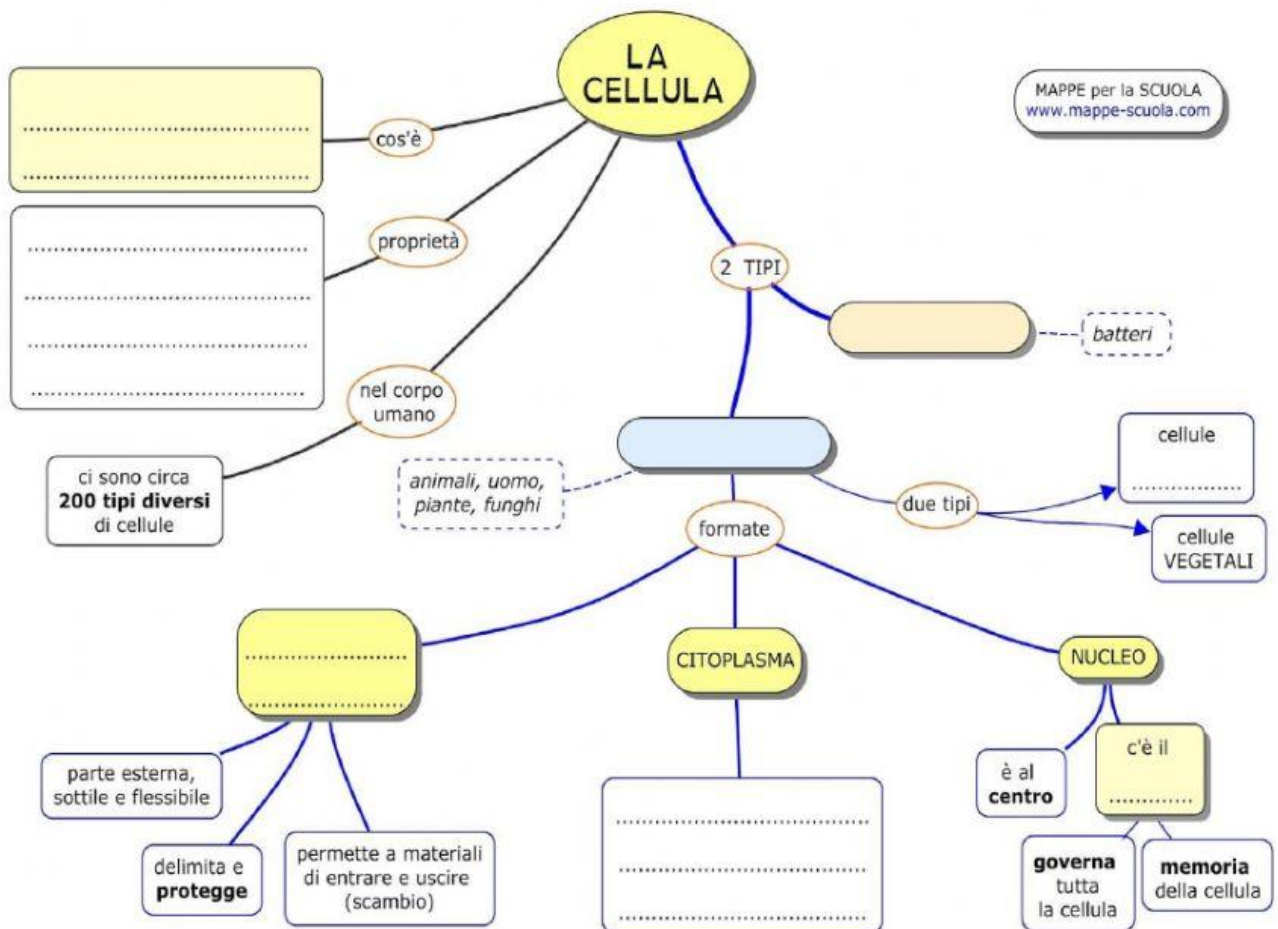 LA
CELLULA
MAPPE per la SCUOLA
www.mappe-scuola.com
cos'è
proprietà
2 TIPI
batteri
nel corpo
umano
ci sono circa
200 tipi diversi
di cellule
animali, uomo,
piante, funghi
due tipi
cellule
....................
cellule
VEGETALI
formate
CITOPLASMA
NUCLEO
parte esterna,
sottile e flessibile
delimita e
protegge
permette a materiali
di entrare e uscire
(scambio)
è al
centro
c'è il
....................
governa
tutta
la cellula
memoria
della cellula